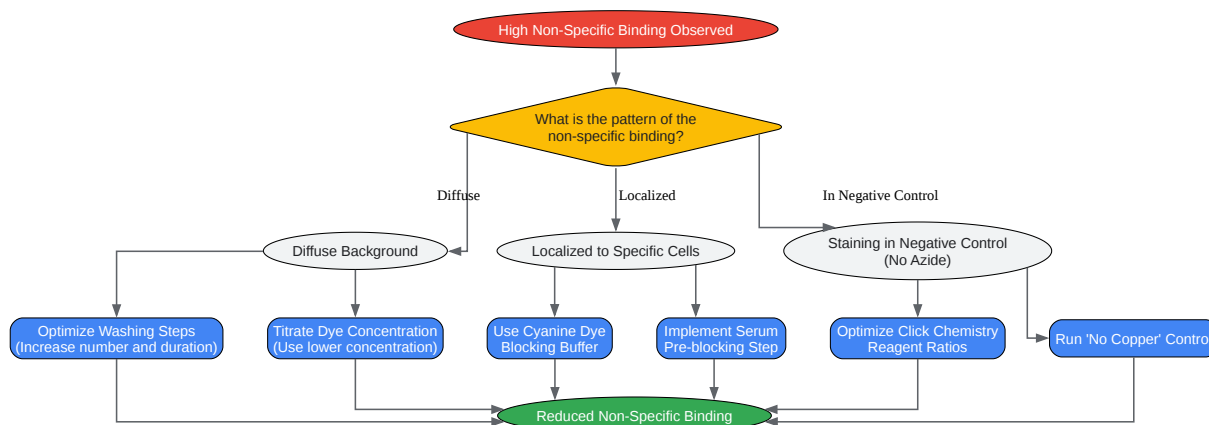 High Non-Specific Binding Observed
What is the pattern of the
non-specific binding?
Diffuse
Localized
In Negative Control
Diffuse Background
Localized to Specific Cells
Staining in Negative Control
(No Azide)
Optimize Washing Steps
(Increase number and duration)
Titrate Dye Concentration
(Use lower concentration)
Use Cyanine Dye
Blocking Buffer
Implement Serum
Pre-blocking Step
Optimize Click Chemistry
Reagent Ratios
Run 'No Copper' Control
Reduced Non-Specific Binding